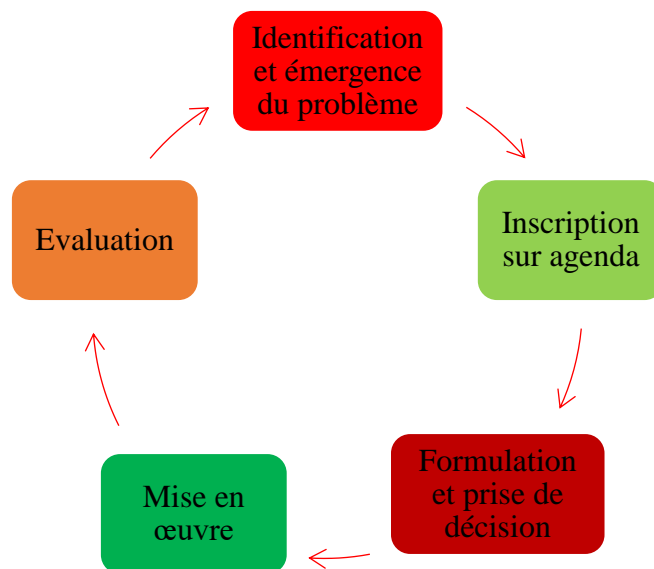 Identification
et émergence
du problème
Inscription
sur agenda
Formulation
et prise de
décision
Mise en
œuvre
Evaluation